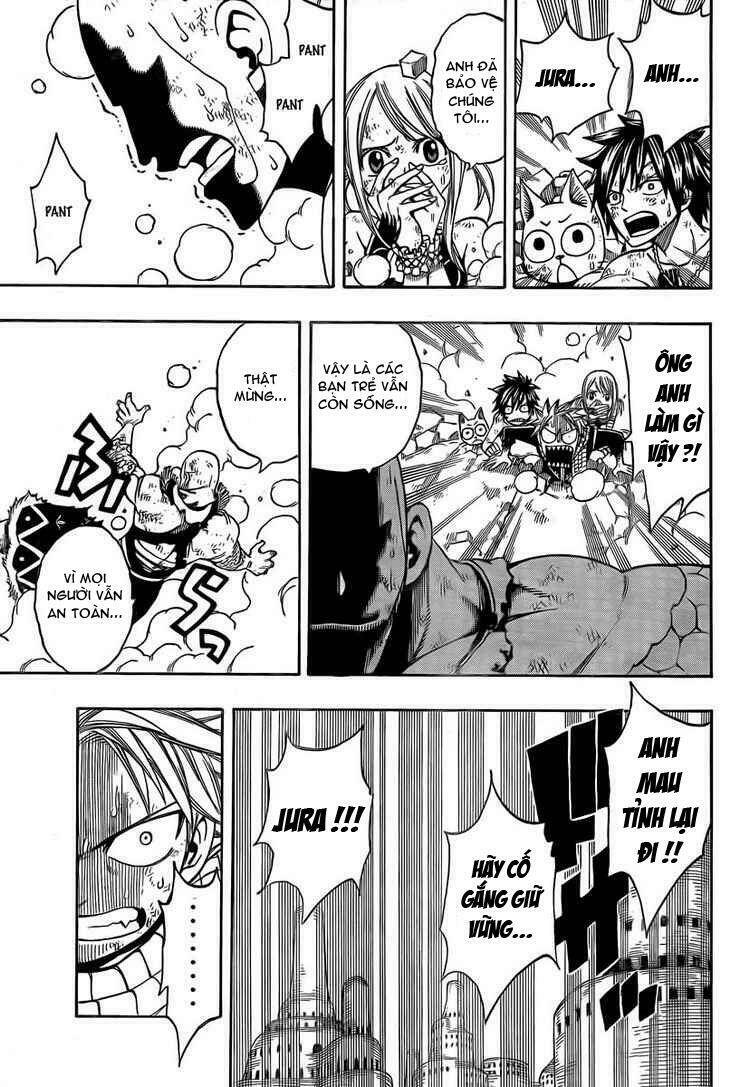 ANH...
JURA...
ANH ĐÃ
BẢO VỆ
CHÚNG
TÔI...
PANT
PANT
PANT
ÔNG
ANH
LÀM GÌ
VẬY ?!
VẬY LÀ CÁC
BẠN TRẺ VẪN
CÒN SỐNG...
THẬT
MỪNG...
ふ
VÌ MỌI
NGƯỜI VẪN
AN TOÀN...
ら...
ANH
MAU
TỈNH LẠI
ĐI !!
HÃY CỐ
GẮNG GIỮ
VỮNG...
JURA !!!
.......